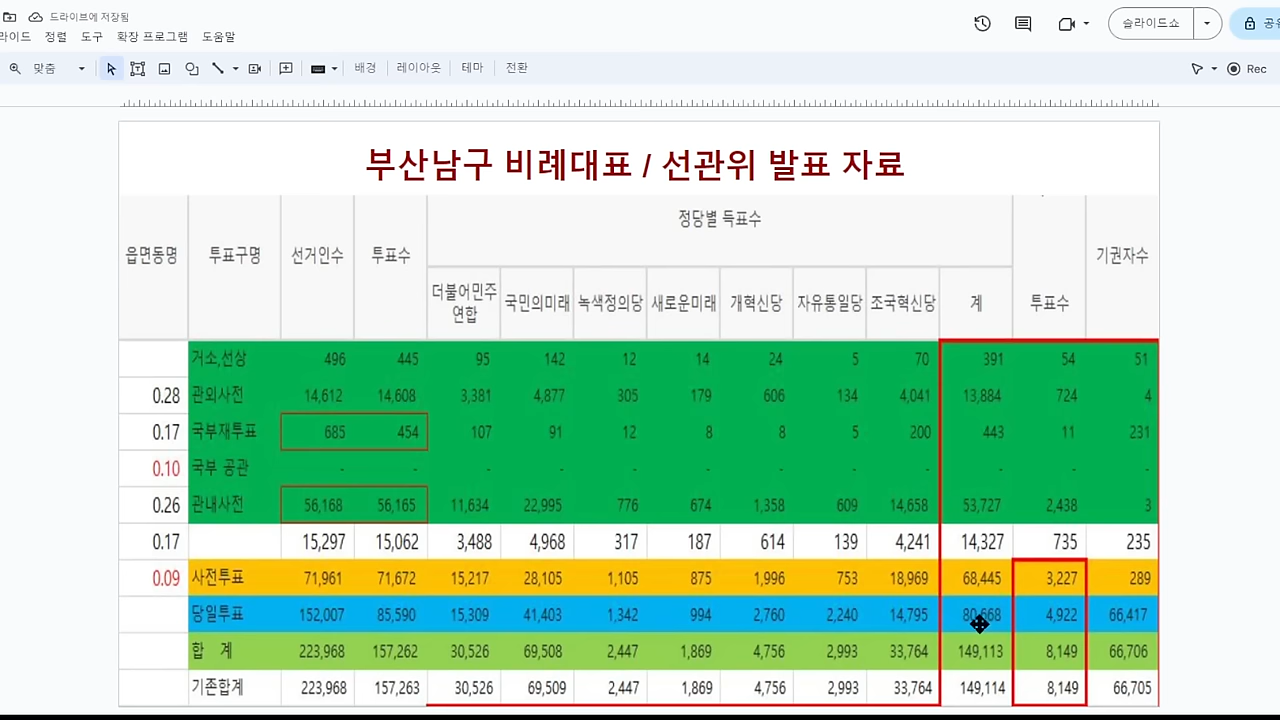 드라이브에 저장됨
라이드 정렬 도구 확장 프로그램 도움말
슬라이드쇼
맞춤 배경 레이아웃 테마 전환 Rec
부산남구 비례대표 / 선관위 발표 자료
정당별 득표수
읍면동명 투표구명 선거인수 투표수 기권자수
더불어민주연합 국민의미래 녹색정의당 새로운미래 개혁신당 자유통일당 조국혁신당 계 투표수
거소,선상 496 445 95 142 12 14 24 5 70 391 54 51
0.28 관외사전 14,612 14,608 3,381 4,877 305 179 606 134 4,041 13,884 724 4
0.17 국부재투표 685 454 107 91 12 8 8 5 200 443 11 231
0.10 국부 공관 - - - - - - - - - - - -
0.26 관내사전 56,168 56,165 11,634 22,995 776 674 1,358 609 14,658 53,727 2,438 3
0.17 15,297 15,062 3,488 4,968 317 187 614 139 4,241 14,327 735 235
0.09 사전투표 71,961 71,672 15,217 28,105 1,105 875 1,996 753 18,969 68,445 3,227 289
당일투표 152,007 85,590 15,309 41,403 1,342 994 2,760 2,240 14,795 80,668 4,922 66,417
합 계 223,968 157,262 30,526 69,508 2,447 1,869 4,756 2,993 33,764 149,113 8,149 66,706
기존합계 223,968 157,263 30,526 69,509 2,447 1,869 4,756 2,993 33,764 149,114 8,149 66,705